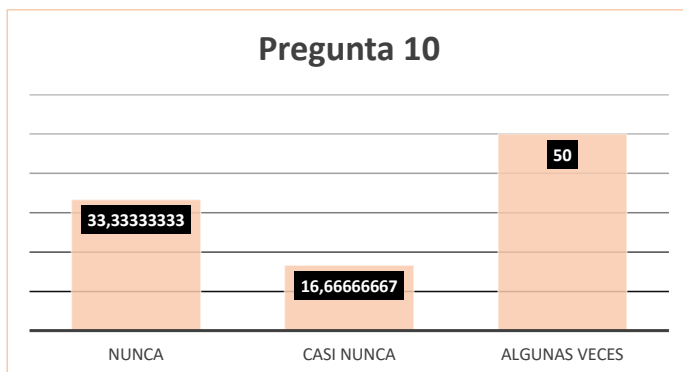 Pregunta 10
50
33,33333333
16,66666667
NUNCA CASI NUNCA ALGUNAS VECES